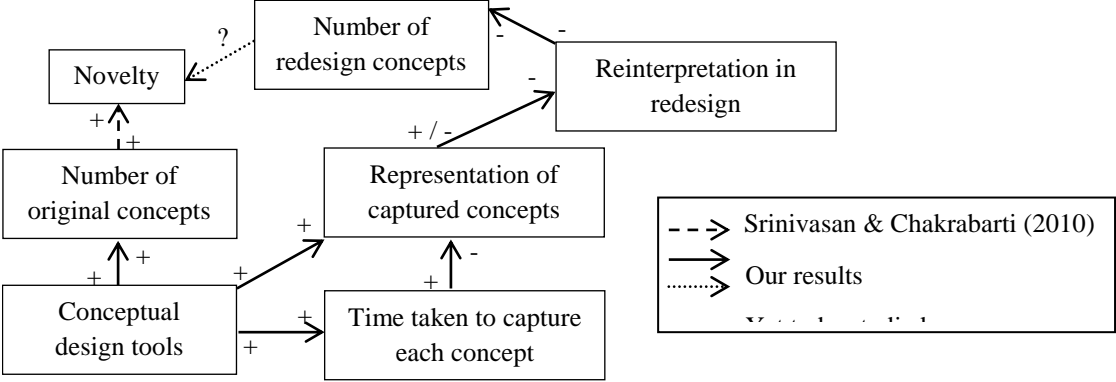 ?
Number of
redesign concepts
-
-
Reinterpretation in
redesign
Novelty
-
+
+
+ / -
Number of
original concepts
Representation of
captured concepts
Srinivasan & Chakrabarti (2010)
Our results
+
+
+
+
+
-
+
Conceptual
design tools
+
+
Time taken to capture
each concept